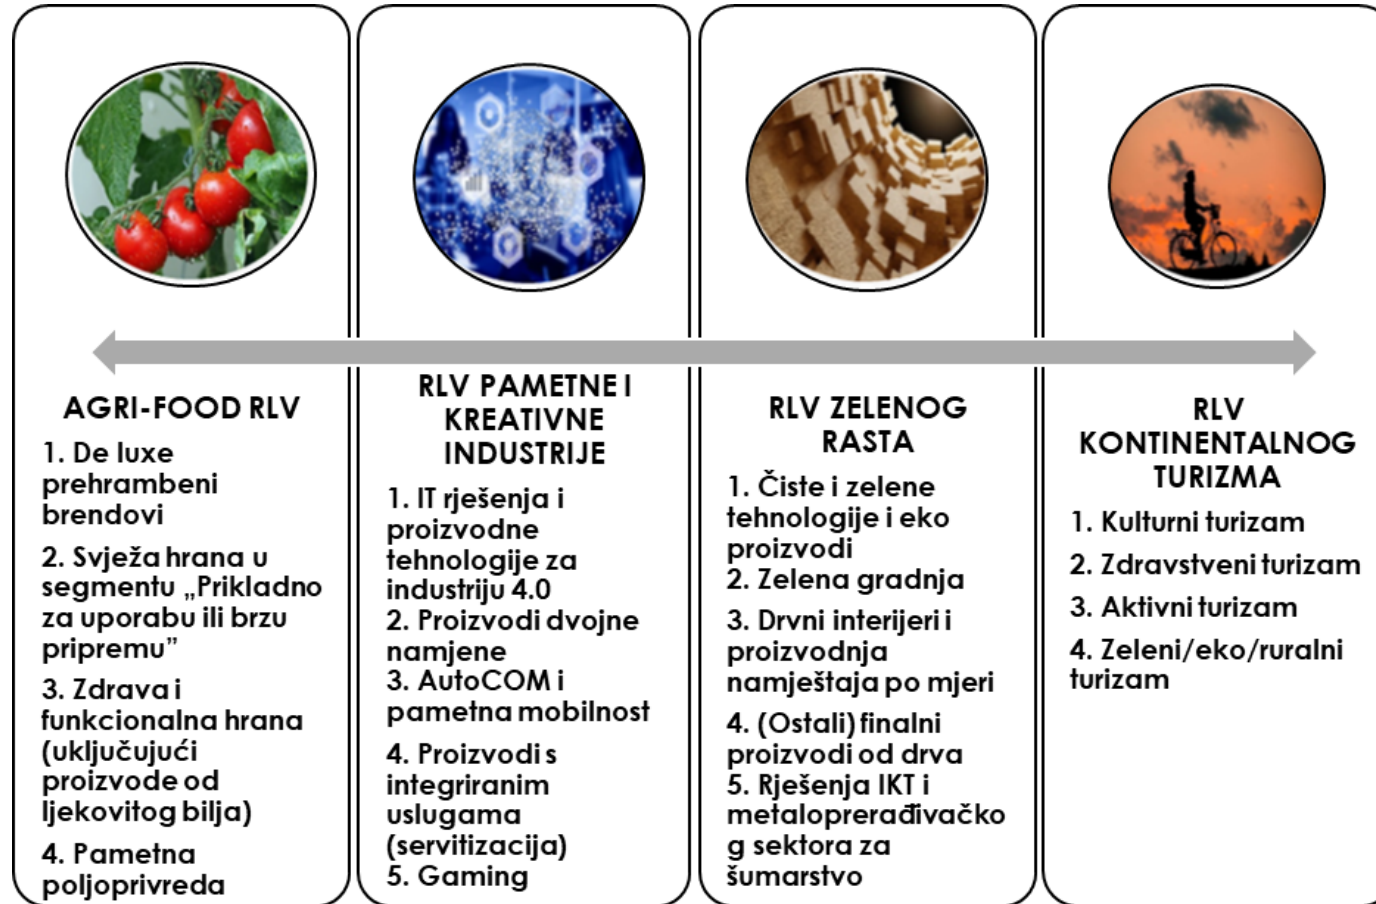 AGRI-FOOD RLV
1. De luxe
prehrambeni
brendovi
2. Svježa hrana u
segmentu „Prikladno
za uporabu ili brzu
pripremu”
3. Zdrava i
funkcionalna hrana
(uključujući
proizvode od
ljekovitog bilja)
4. Pametna
poljoprivreda
RLV PAMETNE I
KREATIVNE
INDUSTRIJE
1. IT rješenja i
proizvodne
tehnologije za
industriju 4.0
2. Proizvodi dvojne
namjene
3. AutoCOM i
pametna mobilnost
4. Proizvodi s
integriranim
uslugama
(servitizacija)
5. Gaming
RLV ZELENOG
RASTA
1. Čiste i zelene
tehnologije i eko
proizvodi
2. Zelena gradnja
3. Drvni interijeri i
proizvodnja
namještaja po mjeri
4. (Ostali) finalni
proizvodi od drva
5. Rješenja IKT i
metaloprerađivačko
g sektora za
šumarstvo
RLV
KONTINENTALNOG
TURIZMA
1. Kulturni turizam
2. Zdravstveni turizam
3. Aktivni turizam
4. Zeleni/eko/ruralni
turizam